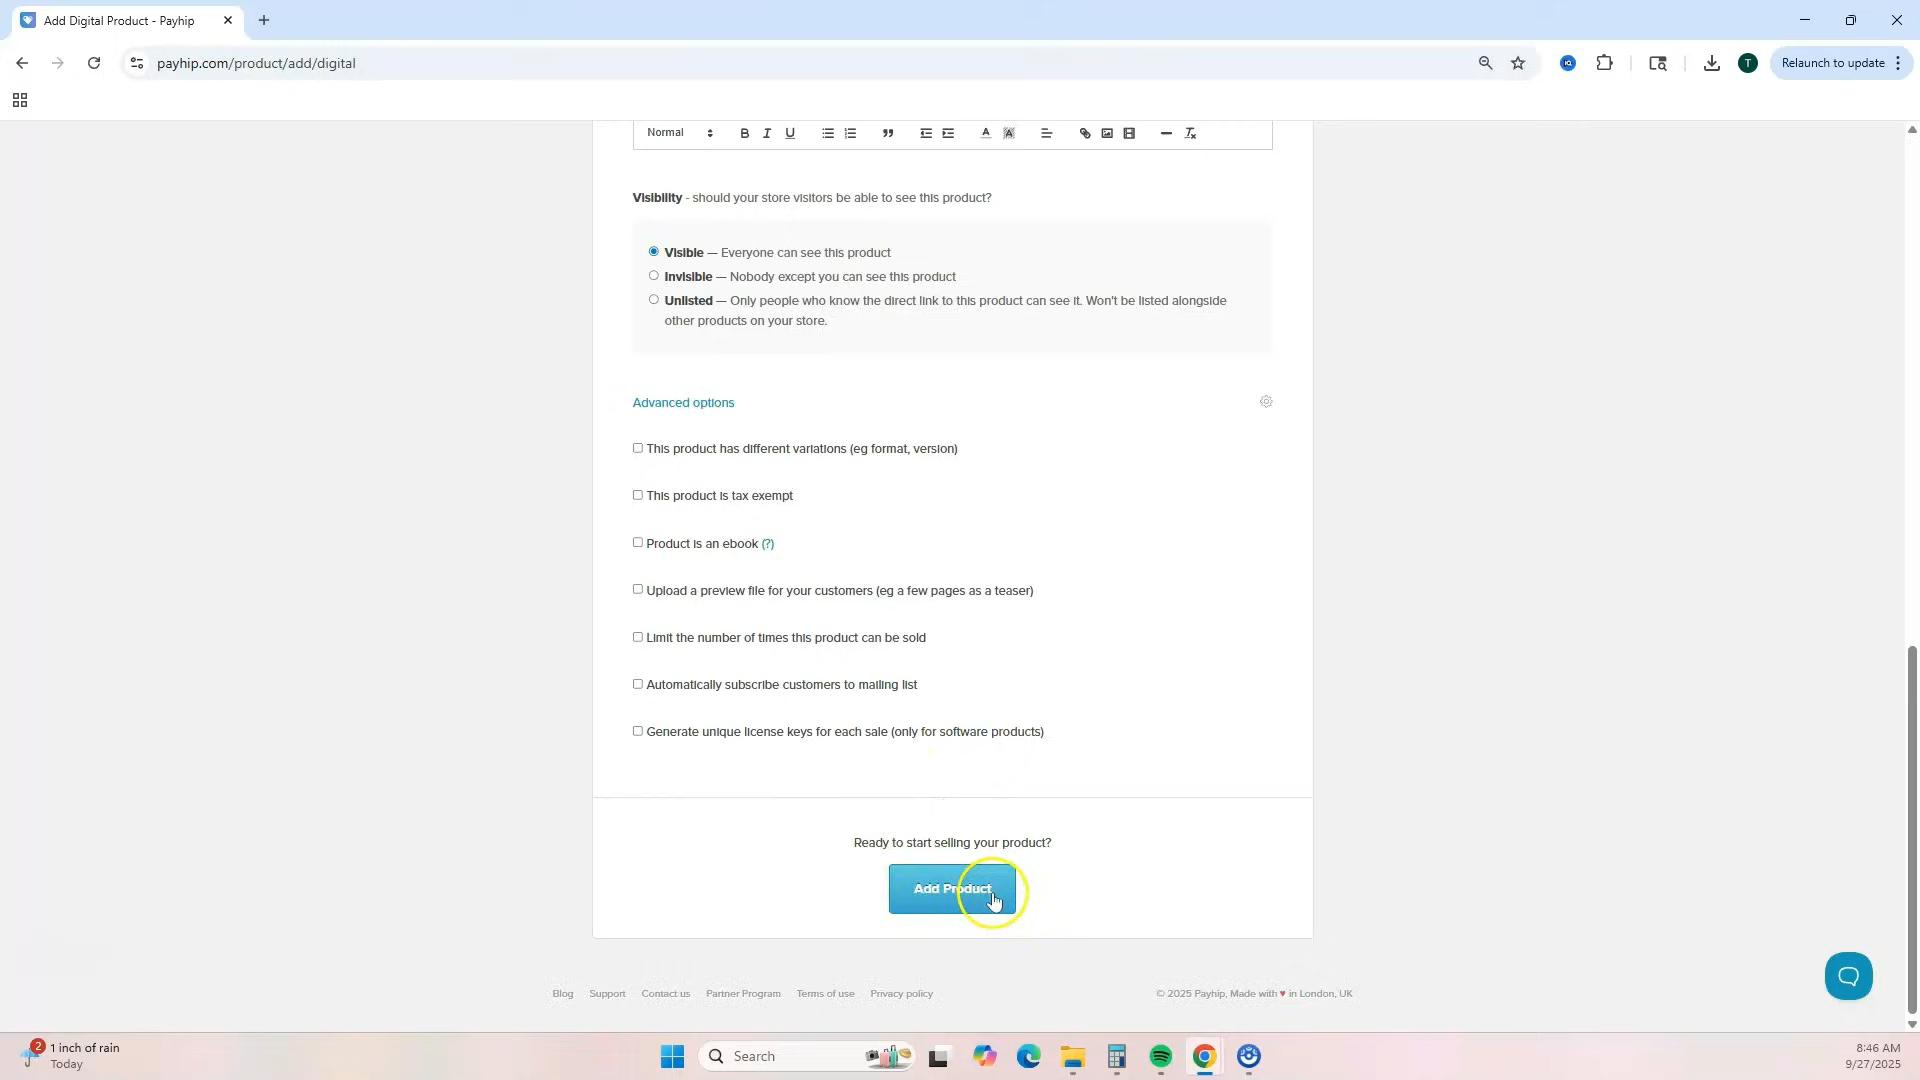 Add Digital Product - Payhip
payhip.com/product/add/digital
T
Relaunch to update
Normal
Visibility - should your store visitors be able to see this product?
Visible — Everyone can see this product
Invisible — Nobody except you can see this product
Unlisted — Only people who know the direct link to this product can see it. Won't be listed alongside
other products on your store.
Advanced options
This product has different variations (eg format, version)
This product is tax exempt
Product is an ebook (?)
Upload a preview file for your customers (eg a few pages as a teaser)
Limit the number of times this product can be sold
Automatically subscribe customers to mailing list
Generate unique license keys for each sale (only for software products)
Ready to start selling your product?
Add Product
Blog Support Contact us Partner Program Terms of use Privacy policy © 2025 Payhip, Made with ♥ in London, UK
2
1 inch of rain
Today
Search
8:46 AM
9/27/2025